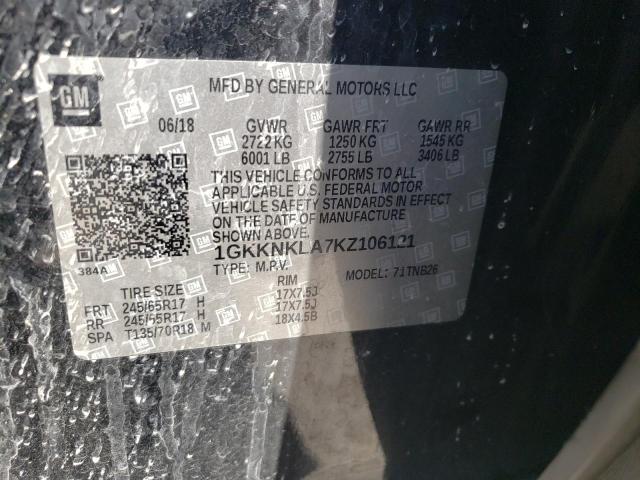 GM
MFD BY GENERAL MOTORS LLC
06/18 GVWR GAWR FRT GAWR RR
2722 KG 1250 KG 1545 KG
6001 LB 2755 LB 3406 LB
THIS VEHICLE CONFORMS TO ALL
APPLICABLE U.S. FEDERAL MOTOR
VEHICLE SAFETY STANDARDS IN EFFECT
ON THE DATE OF MANUFACTURE
SHOWN ABOVE.
1GKKNKLA7KZ106121
384A TYPE: M.P.V. MODEL: 71TNB26
TIRE SIZE RIM
FRT 245/65R17 H 17X7.5J
RR 245/65R17 H 17X7.5J
SPA T135/70R18 M 18X4.5B